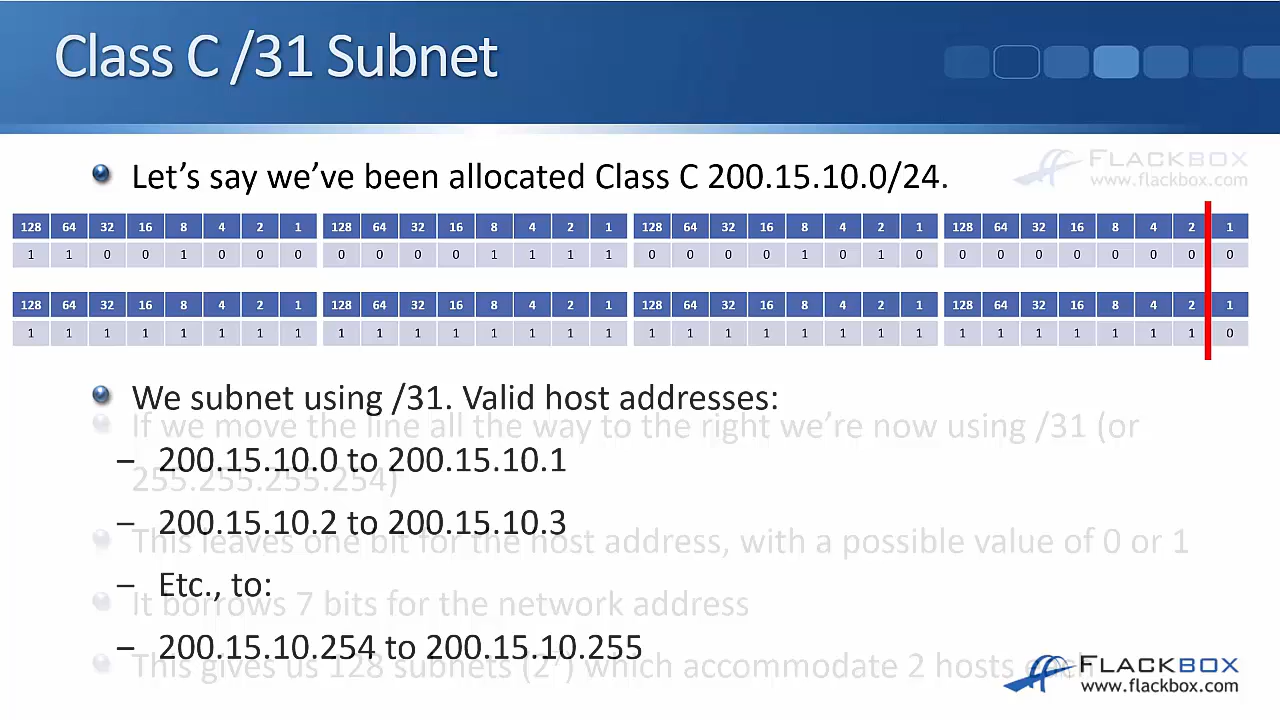 Class C /31 Subnet
Let's say we've been allocated Class C 200.15.10.0/24.
FLACKBOX
www.flackbox.com
128 64 32 16 8 4 2 1 128 64 32 16 8 4 2 1 128 64 32 16 8 4 2 1 128 64 32 16 8 4 2 1
1 1 0 0 1 0 0 0 0 0 0 0 1 1 1 1 0 0 0 0 1 0 1 0 0 0 0 0 0 0 0 0
128 64 32 16 8 4 2 1 128 64 32 16 8 4 2 1 128 64 32 16 8 4 2 1 128 64 32 16 8 4 2 1
1 1 1 1 1 1 1 1 1 1 1 1 1 1 1 1 1 1 1 1 1 1 1 1 1 1 1 1 1 1 1 0
We subnet using /31. Valid host addresses:
If we move the line all the way to the right we're now using /31 (or
– 200.15.10.0 to 200.15.10.1
255.255.255.254)
– 200.15.10.2 to 200.15.10.3
This leaves one bit for the host address, with a possible value of 0 or 1
– Etc., to:
It borrows 7 bits for the network address
– 200.15.10.254 to 200.15.10.255
This gives us 128 subnets (2⁷) which accommodate 2 hosts each
FLACKBOX
www.flackbox.com